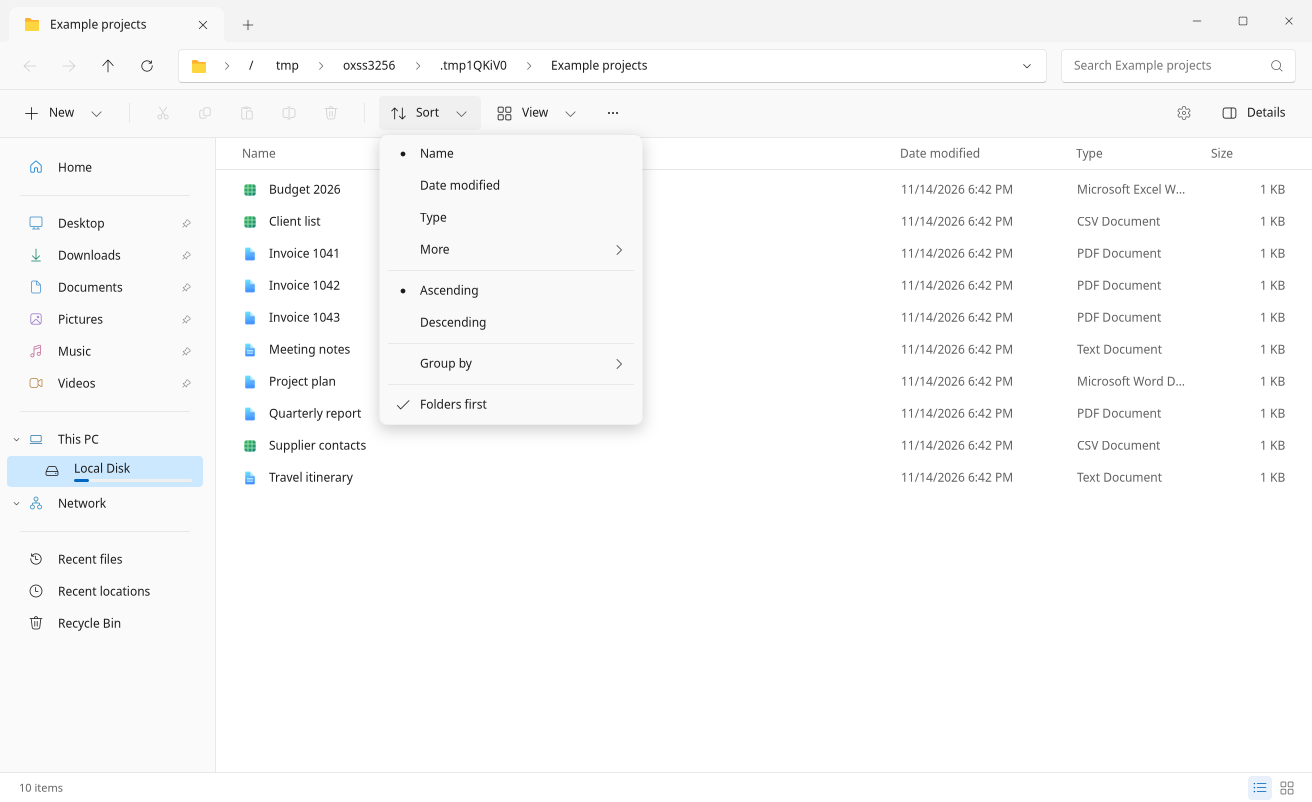 Example projects
/ tmp oxss3256 .tmp1QKiV0 Example projects
Search Example projects
New
Sort
View
Details
Name
Date modified
Type
More
Ascending
Descending
Group by
Folders first
Home
Desktop
Downloads
Documents
Pictures
Music
Videos
This PC
Local Disk
Network
Recent files
Recent locations
Recycle Bin
Name Date modified Type Size
Budget 2026 11/14/2026 6:42 PM Microsoft Excel W... 1 KB
Client list 11/14/2026 6:42 PM CSV Document 1 KB
Invoice 1041 11/14/2026 6:42 PM PDF Document 1 KB
Invoice 1042 11/14/2026 6:42 PM PDF Document 1 KB
Invoice 1043 11/14/2026 6:42 PM PDF Document 1 KB
Meeting notes 11/14/2026 6:42 PM Text Document 1 KB
Project plan 11/14/2026 6:42 PM Microsoft Word D... 1 KB
Quarterly report 11/14/2026 6:42 PM PDF Document 1 KB
Supplier contacts 11/14/2026 6:42 PM CSV Document 1 KB
Travel itinerary 11/14/2026 6:42 PM Text Document 1 KB
10 items